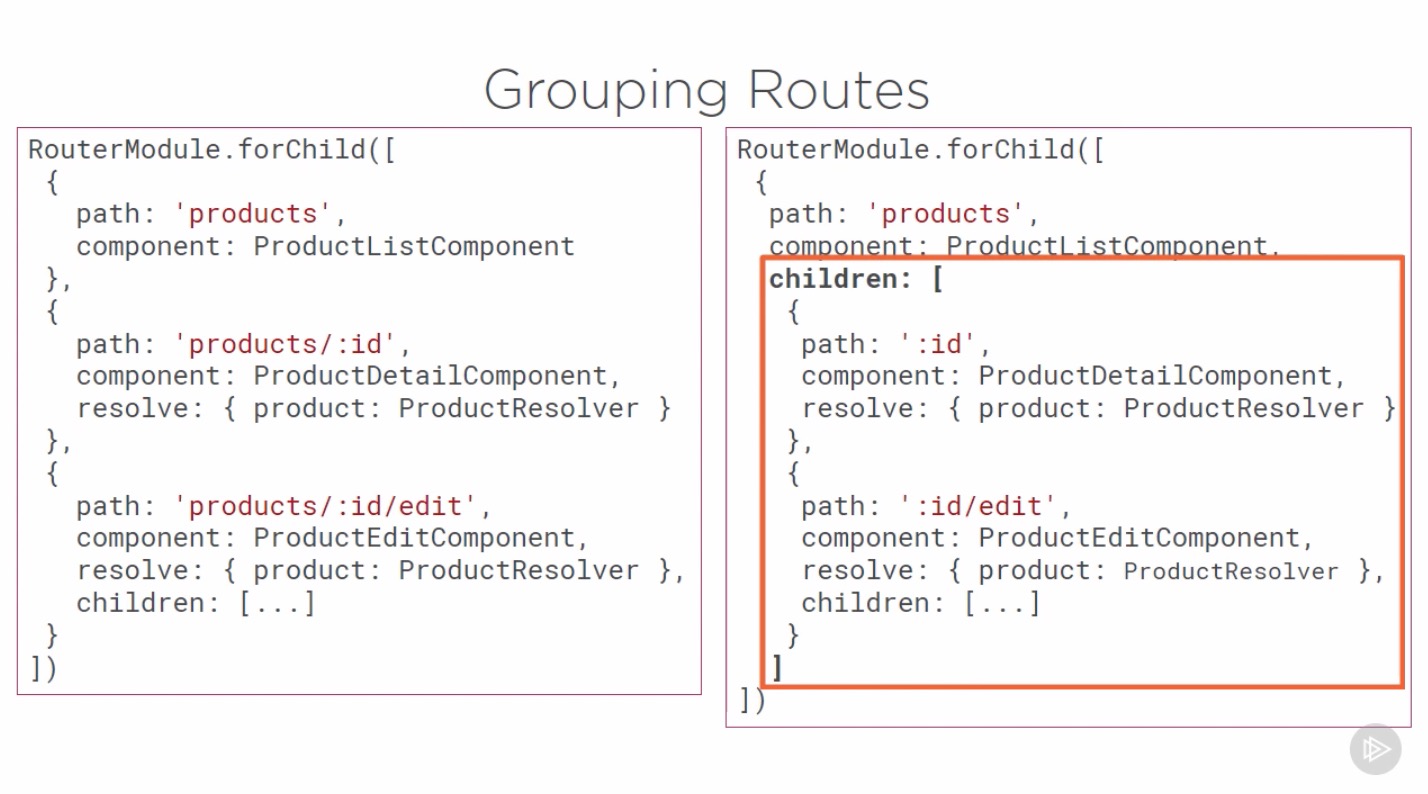 Grouping Routes
RouterModule.forChild([
{
path: 'products',
component: ProductListComponent
},
{
path: 'products/:id',
component: ProductDetailComponent,
resolve: { product: ProductResolver }
},
{
path: 'products/:id/edit',
component: ProductEditComponent,
resolve: { product: ProductResolver },
children: [...]
}
])
RouterModule.forChild([
{
path: 'products',
component: ProductListComponent,
children: [
{
path: ':id',
component: ProductDetailComponent,
resolve: { product: ProductResolver }
},
{
path: ':id/edit',
component: ProductEditComponent,
resolve: { product: ProductResolver },
children: [...]
}
]
])